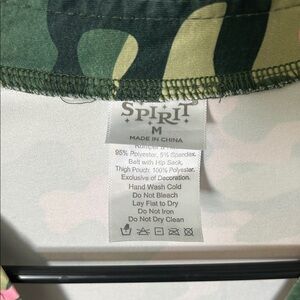 SPIRIT
M
MADE IN CHINA
95% Polyester, 5% Spandex.
Belt with Hip Sack,
Thigh Pouch: 100% Polyester.
Exclusive of Decoration.
Hand Wash Cold
Do Not Bleach
Lay Flat to Dry
Do Not Iron
Do Not Dry Clean